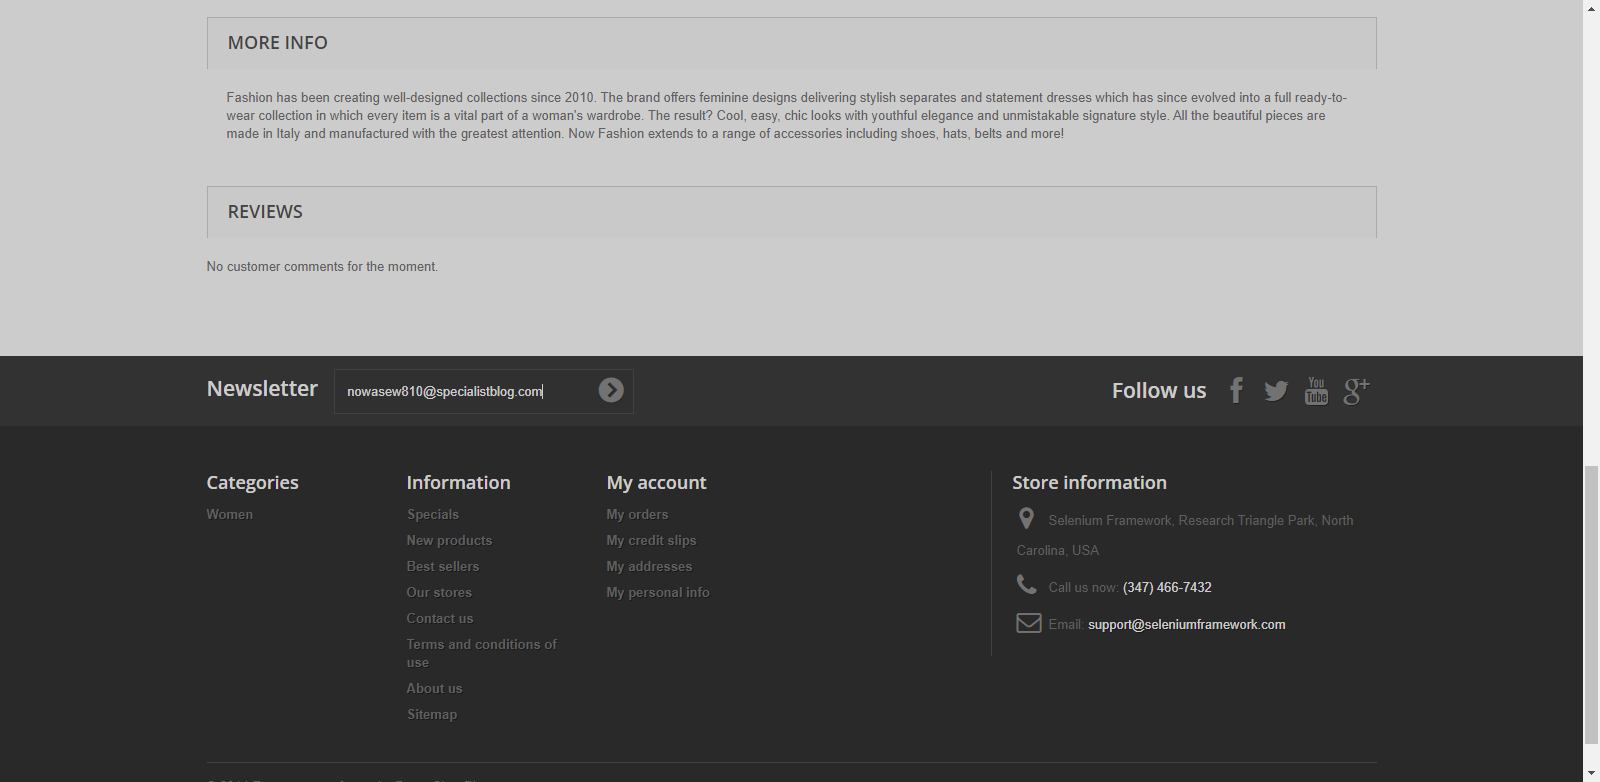 MORE INFO
Fashion has been creating well-designed collections since 2010. The brand offers feminine designs delivering stylish separates and statement dresses which has since evolved into a full ready-to-
wear collection in which every item is a vital part of a woman's wardrobe. The result? Cool, easy, chic looks with youthful elegance and unmistakable signature style. All the beautiful pieces are
made in Italy and manufactured with the greatest attention. Now Fashion extends to a range of accessories including shoes, hats, belts and more!
REVIEWS
No customer comments for the moment.
Newsletter
nowasew810@specialistblog.com
Follow us
You
Tube
g+
Categories
Women
Information
Specials
New products
Best sellers
Our stores
Contact us
Terms and conditions of
use
About us
Sitemap
My account
My orders
My credit slips
My addresses
My personal info
Store information
Selenium Framework, Research Triangle Park, North
Carolina, USA
Call us now: (347) 466-7432
Email: support@seleniumframework.com